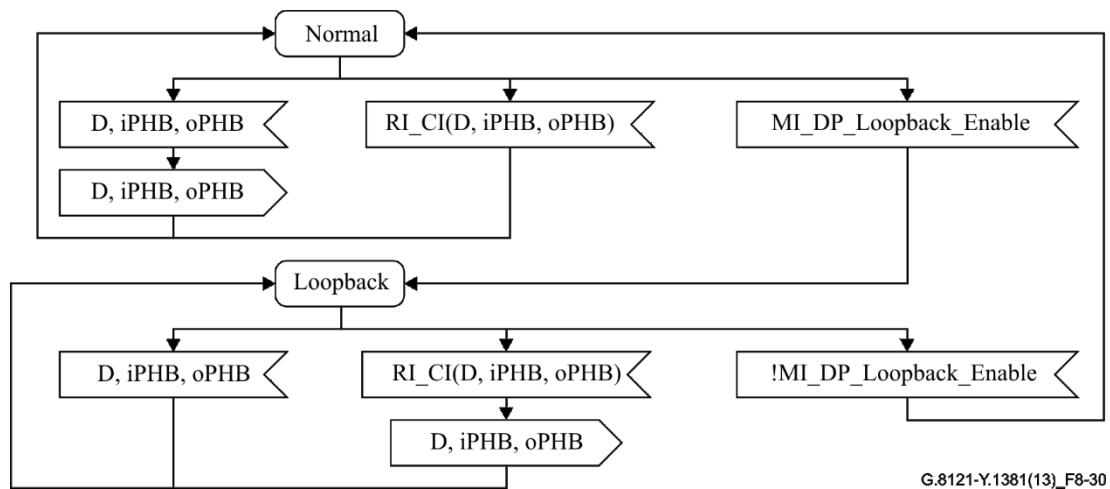 Normal
D, iPHB, oPHB
RI_CI(D, iPHB, oPHB)
MI_DP_Loopback_Enable
D, iPHB, oPHB
Loopback
D, iPHB, oPHB
RI_CI(D, iPHB, oPHB)
!MI_DP_Loopback_Enable
D, iPHB, oPHB
G.8121-Y.1381(13)_F8-30